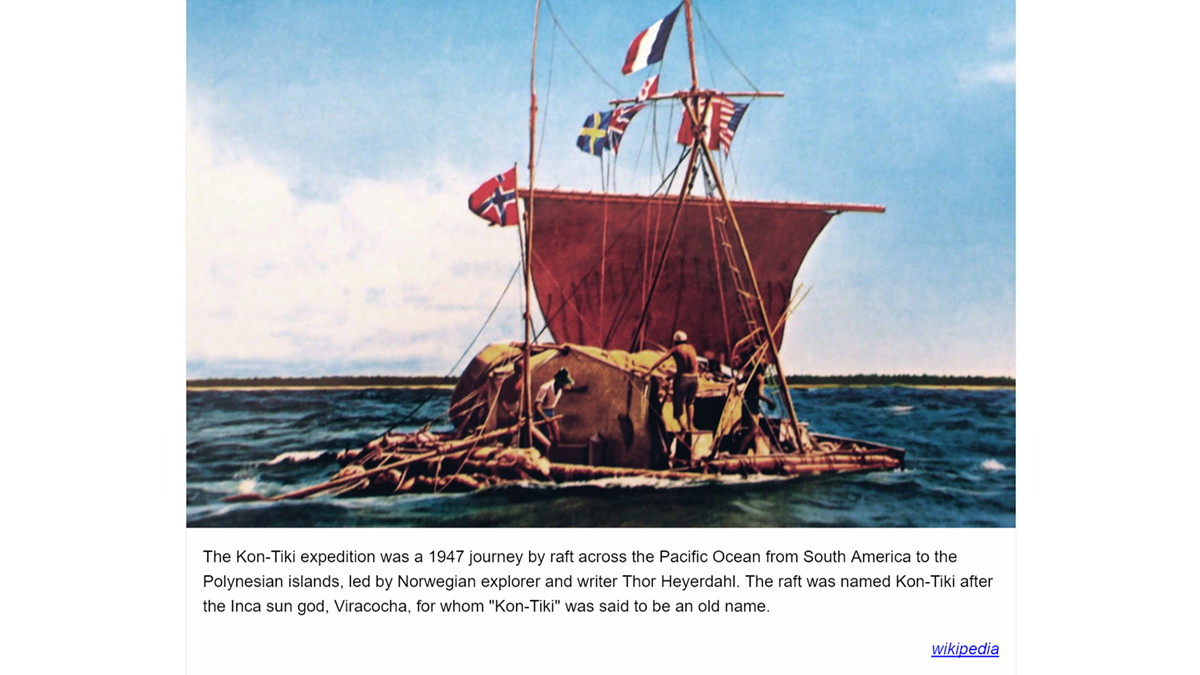 The Kon-Tiki expedition was a 1947 journey by raft across the Pacific Ocean from South America to the
Polynesian islands, led by Norwegian explorer and writer Thor Heyerdahl. The raft was named Kon-Tiki after
the Inca sun god, Viracocha, for whom "Kon-Tiki" was said to be an old name.
wikipedia